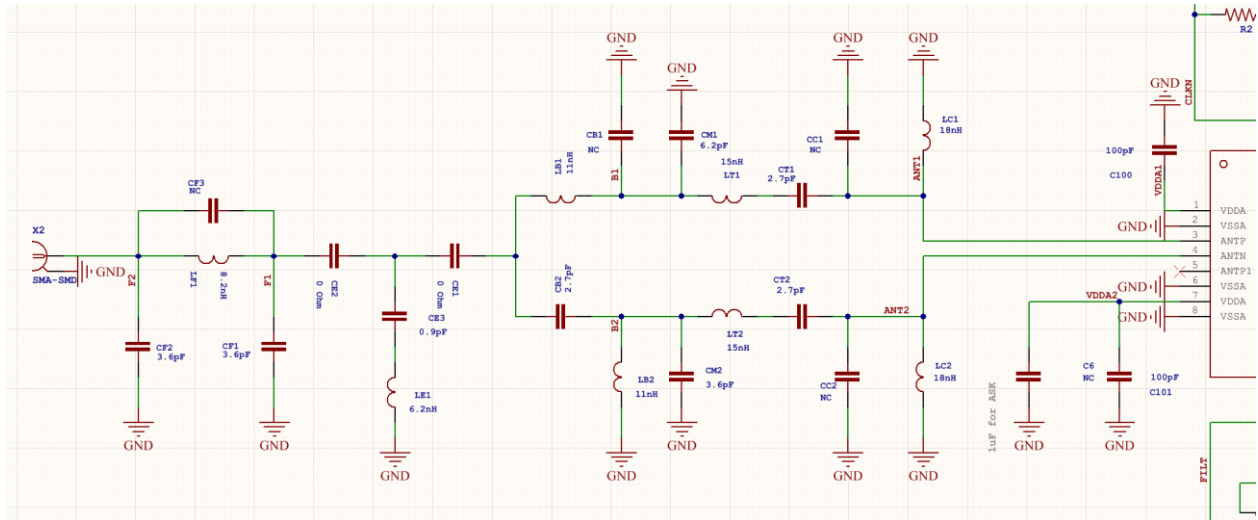 X2
SMA-SMD
GND
F2
CF3
NC
LF1
8.2nH
F1
CF2
3.6pF
GND
CF1
3.6pF
GND
CE2
0 Ohm
CE3
0.9pF
LE1
6.2nH
GND
CE1
0 Ohm
LB1
11nH
GND
CB1
NC
B1
GND
CM1
6.2pF
15nH
LT1
CT1
2.7pF
GND
CC1
NC
GND
LC1
18nH
ANT1
CB2
2.7pF
B2
LB2
11nH
GND
CM2
3.6pF
GND
LT2
15nH
CT2
2.7pF
ANT2
CC2
NC
GND
LC2
18nH
GND
R2
CLKN
GND
100pF
C100
VDDA1
GND
1
2
3
4
5
6
7
8
VDDA
VSSA
ANTP
ANTN
ANTP1
VSSA
VDDA
VSSA
GND
GND
VDDA2
1uF for ASK
GND
C6
NC
100pF
C101
GND
FILT